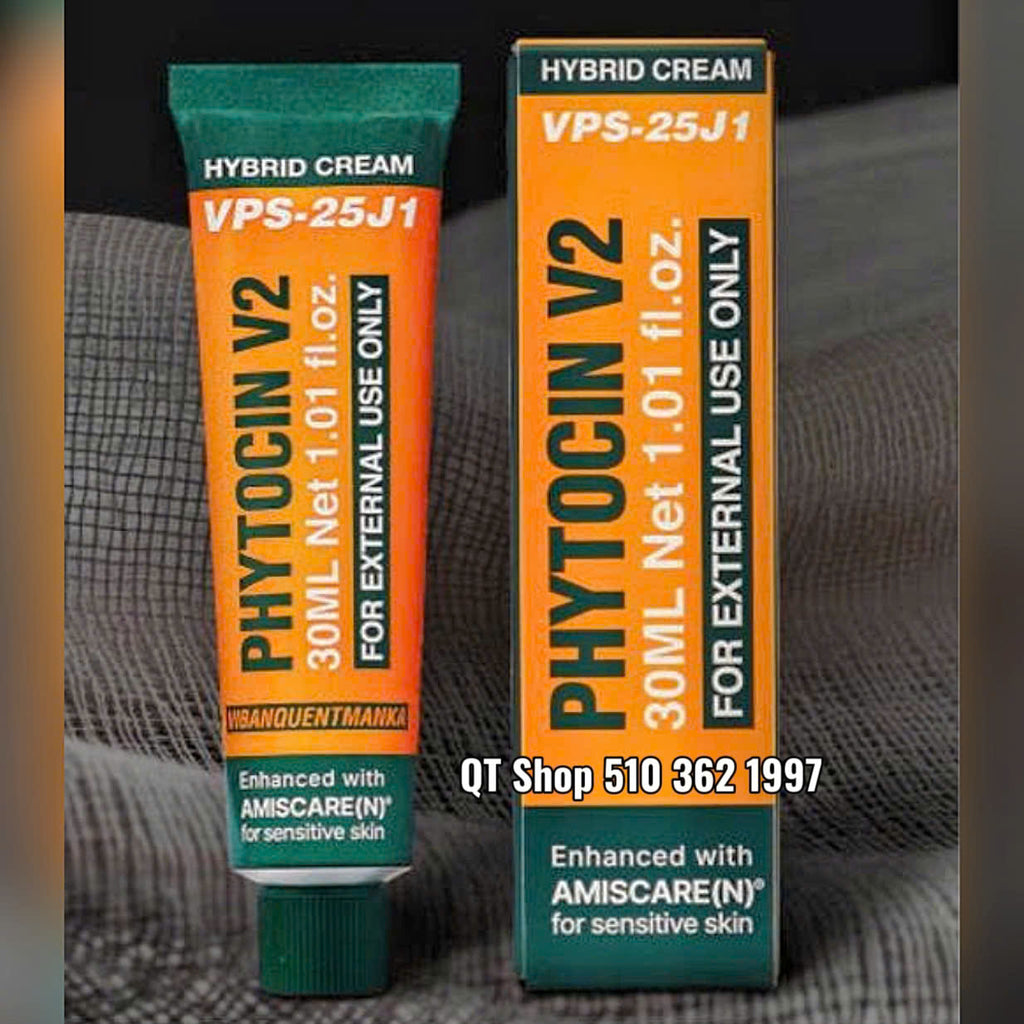 HYBRID CREAM
VPS-25J1
PHYTOCIN V2
30ML Net 1.01 fl.oz.
FOR EXTERNAL USE ONLY
VIBANQUENTMANKA
Enhanced with
AMISCARE(N)®
for sensitive skin
HYBRID CREAM
VPS-25J1
PHYTOCIN V2
30ML Net 1.01 fl.oz.
FOR EXTERNAL USE ONLY
QT Shop 510 362 1997
Enhanced with
AMISCARE(N)®
for sensitive skin